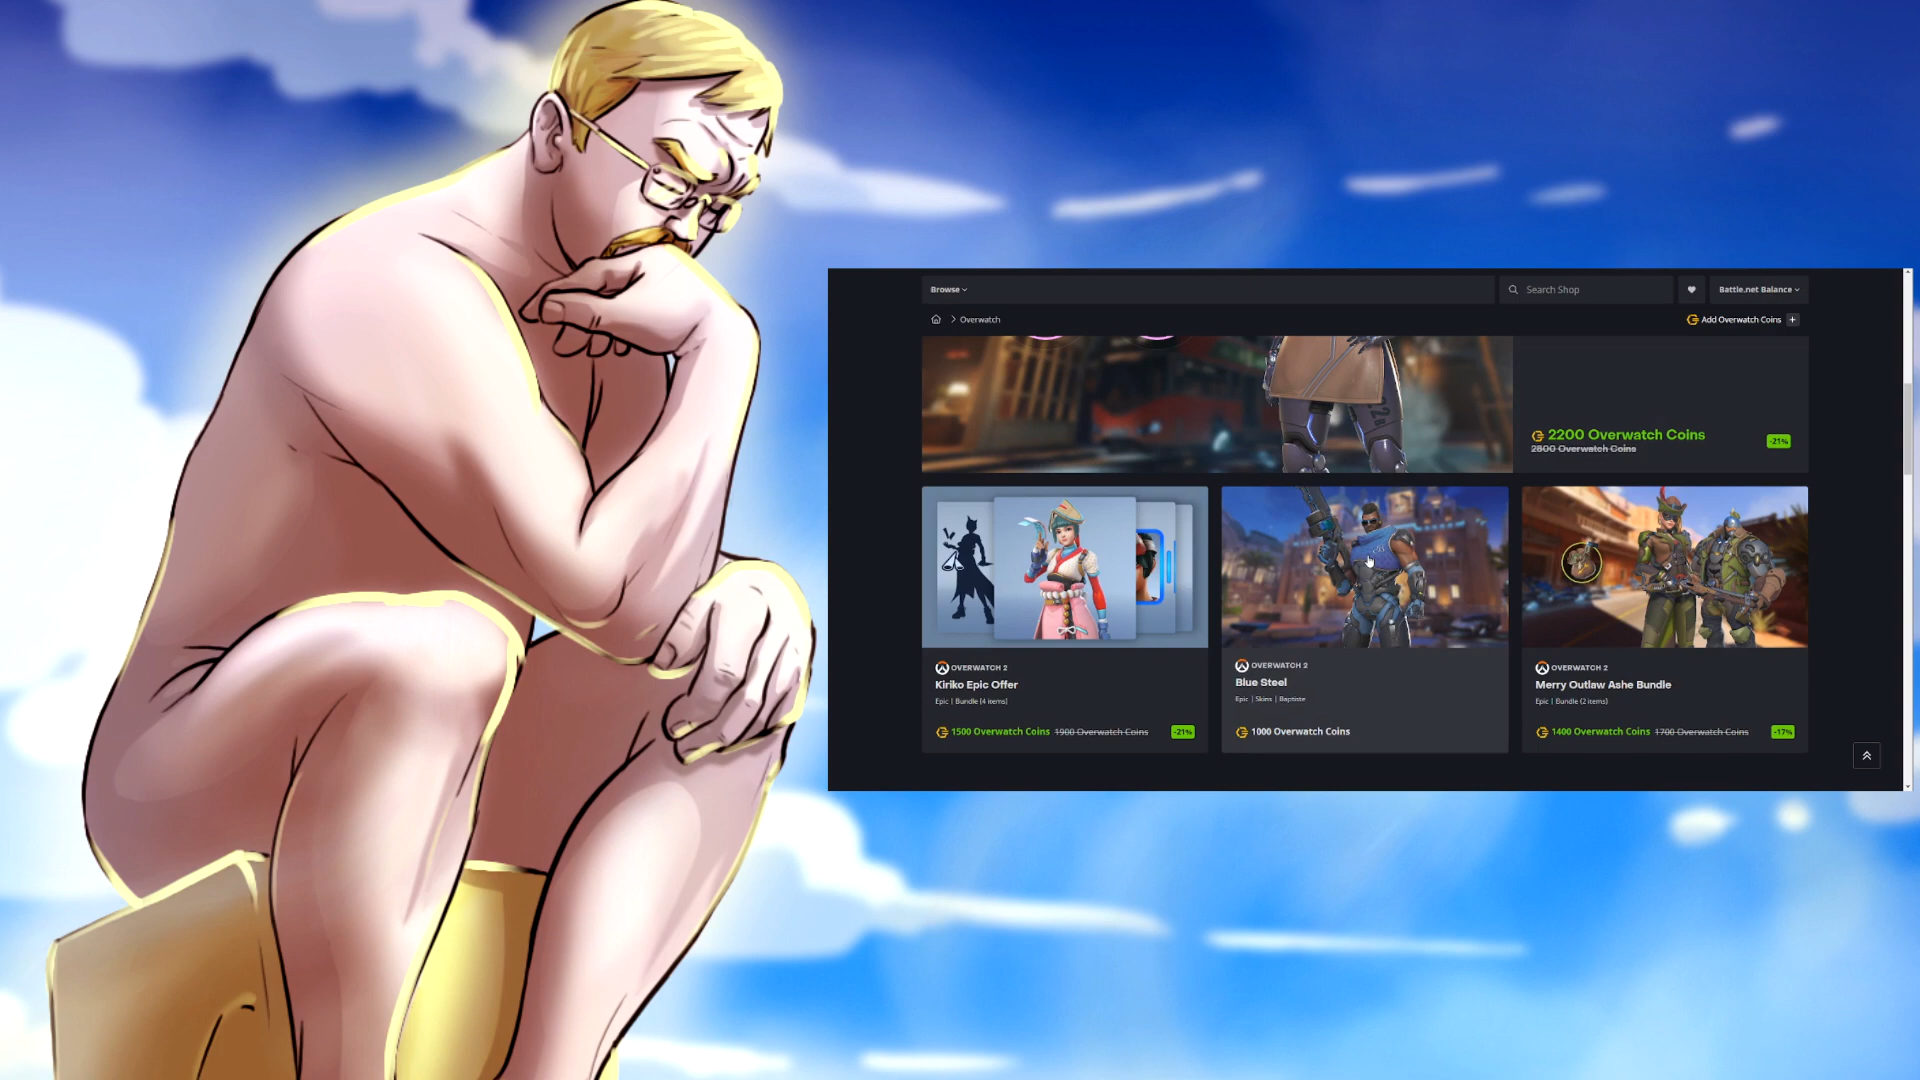 Browse
Search Shop
Battle.net Balance
Overwatch
Add Overwatch Coins +
2200 Overwatch Coins
2800 Overwatch Coins
-21%
OVERWATCH 2
Kiriko Epic Offer
Epic | Bundle (4 items)
1500 Overwatch Coins 1900 Overwatch Coins -21%
OVERWATCH 2
Blue Steel
Epic | Skins | Baptiste
1000 Overwatch Coins
OVERWATCH 2
Merry Outlaw Ashe Bundle
Epic | Bundle (2 items)
1400 Overwatch Coins 1700 Overwatch Coins -17%